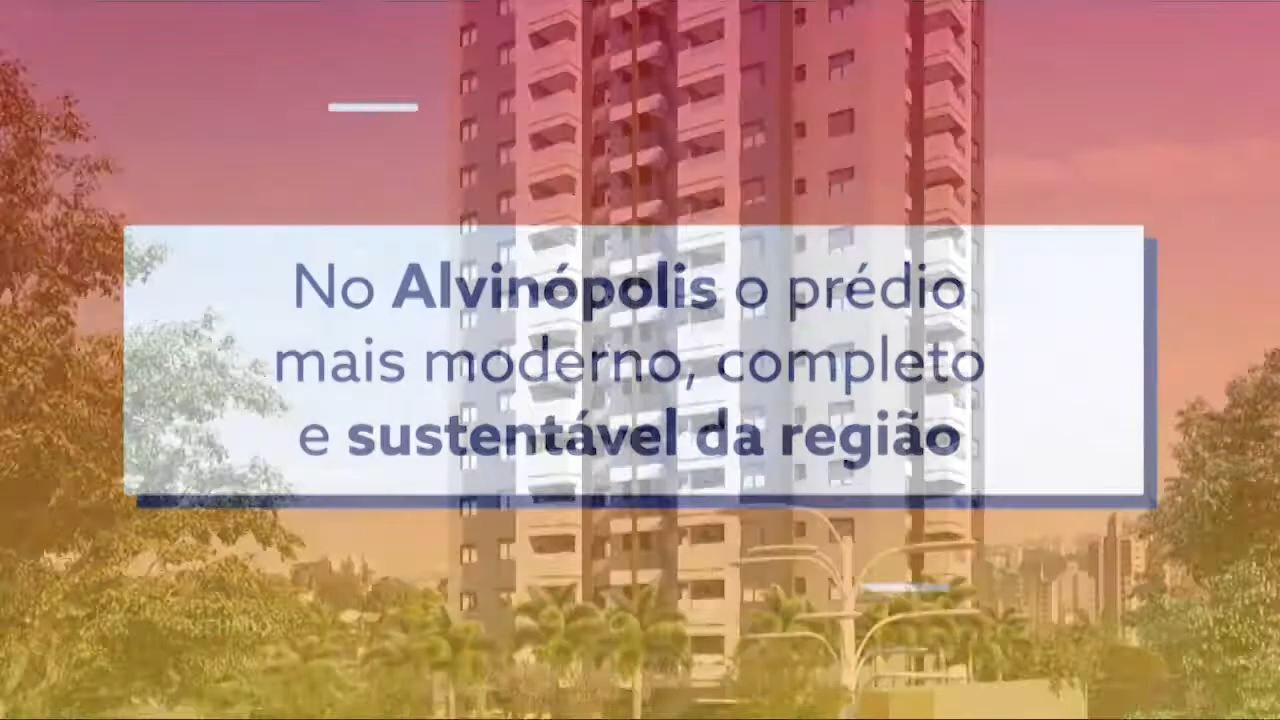 No Alvinópolis o prédio
mais moderno, completo
e sustentável da região